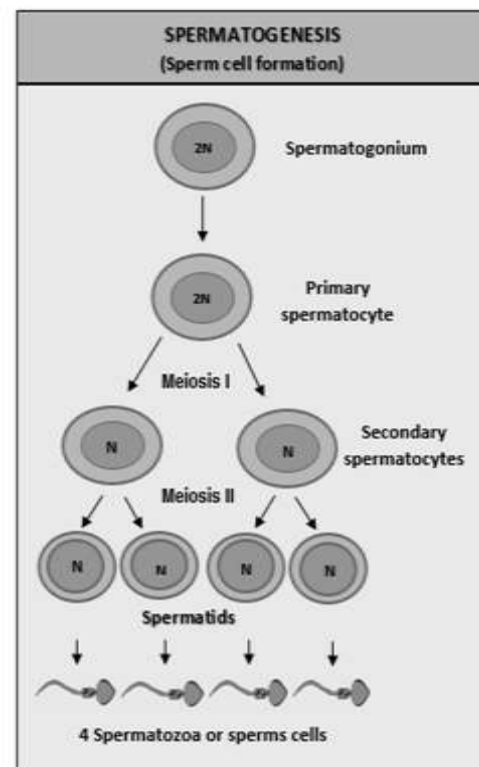 SPERMATOGENESIS
(Sperm cell formation)
2N
Spermatogonium
2N
Primary
spermatocyte
Meiosis I
N
N
Secondary
spermatocytes
Meiosis II
N
N
N
N
Spermatids
4 Spermatozoa or sperms cells